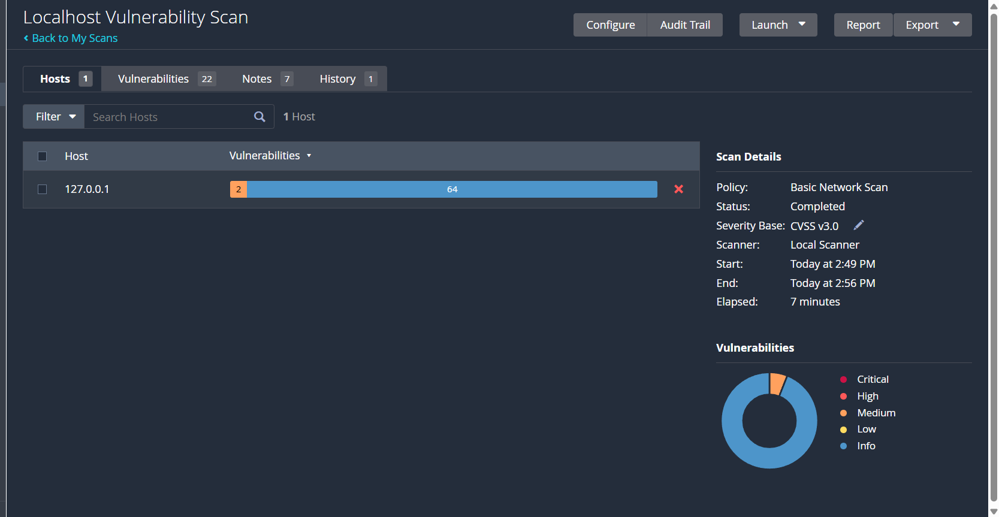 Localhost Vulnerability Scan
Back to My Scans
Configure Audit Trail Launch Report Export
Hosts 1 Vulnerabilities 22 Notes 7 History 1
Filter Search Hosts 1 Host
Host Vulnerabilities
127.0.0.1 2 64
Scan Details
Policy: Basic Network Scan
Status: Completed
Severity Base: CVSS v3.0
Scanner: Local Scanner
Start: Today at 2:49 PM
End: Today at 2:56 PM
Elapsed: 7 minutes
Vulnerabilities
Critical
High
Medium
Low
Info